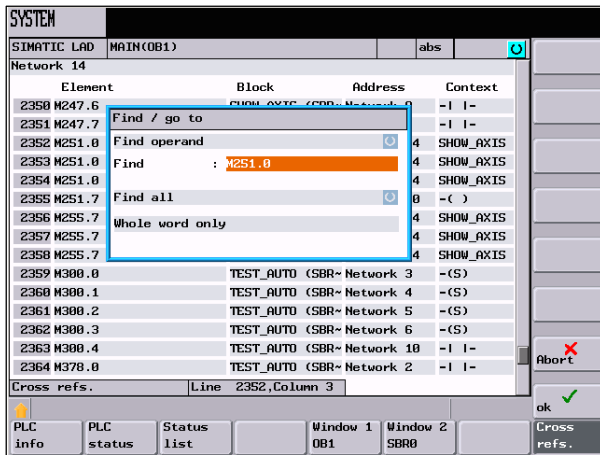 SYSTEM
SIMATIC LAD MAIN(OB1) abs
Network 14
Element Block Address Context
2350 M247.6 SHOW_AXIS (SBR~ Network 9 -| |-
2351 M247.7 -| |-
2352 M251.0 4 SHOW_AXIS
2353 M251.0 4 SHOW_AXIS
2354 M251.0 4 SHOW_AXIS
2355 M251.7 0 -( )
2356 M255.7 4 SHOW_AXIS
2357 M255.7 4 SHOW_AXIS
2358 M255.7 4 SHOW_AXIS
Find / go to
Find operand
Find : M251.0
Find all
Whole word only
2359 M300.0 TEST_AUTO (SBR~ Network 3 -(S)
2360 M300.1 TEST_AUTO (SBR~ Network 4 -(S)
2361 M300.2 TEST_AUTO (SBR~ Network 5 -(S)
2362 M300.3 TEST_AUTO (SBR~ Network 6 -(S)
2363 M300.4 TEST_AUTO (SBR~ Network 10 -| |-
2364 M378.0 TEST_AUTO (SBR~ Network 2 -| |-
Cross refs. Line 2352,Column 3
Abort
ok
PLC info
PLC status
Status list
Window 1 OB1
Window 2 SBR0
Cross refs.